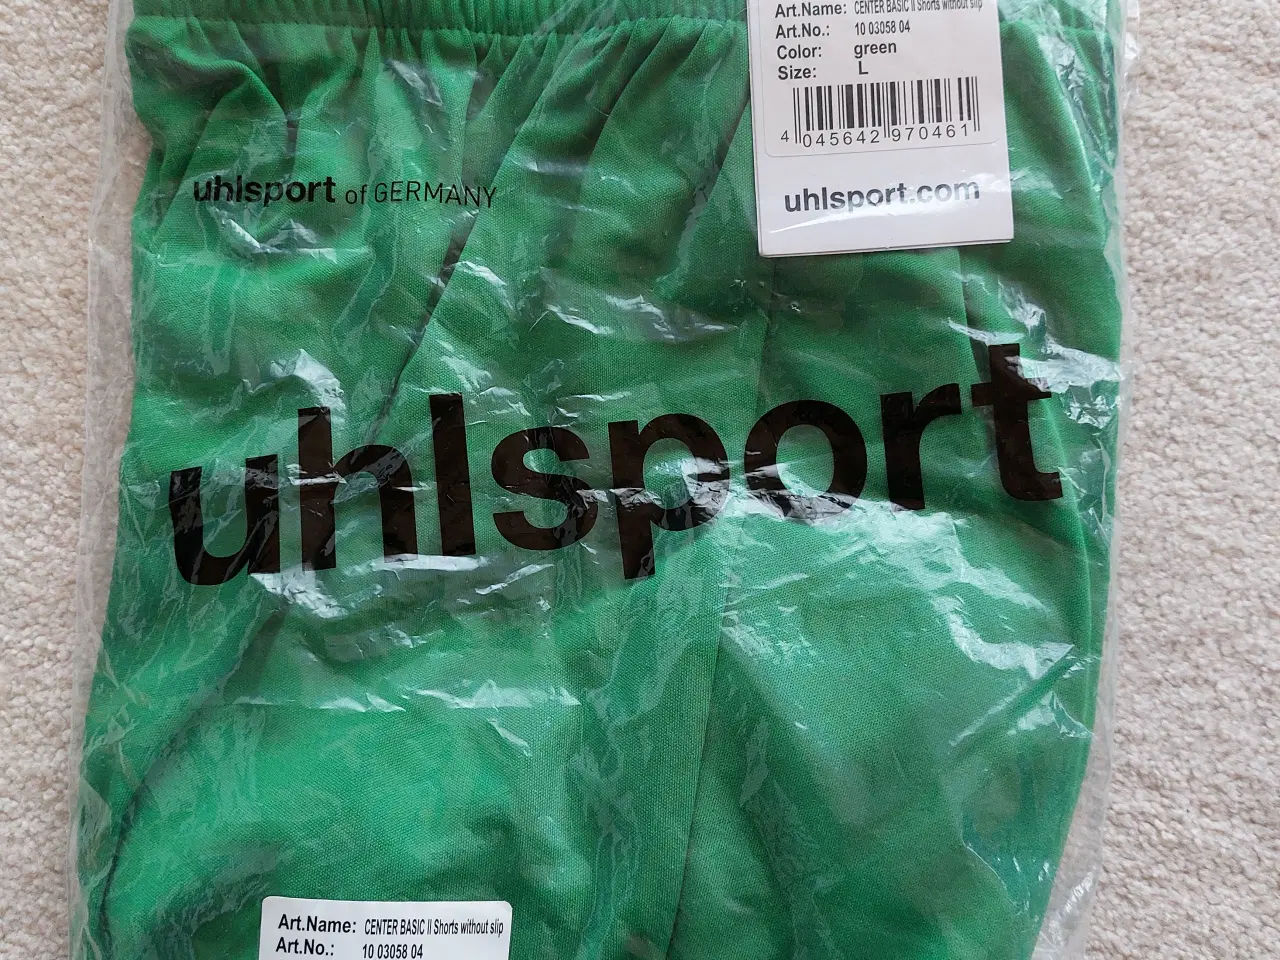 Art.Name: CENTER BASIC II Shorts without slip
Art.No.: 10 03058 04
Color: green
Size: L
4 045642 970461
uhlsport.com
uhlsport of GERMANY
uhlsport
Art.Name: CENTER BASIC II Shorts without slip
Art.No.: 10 03058 04